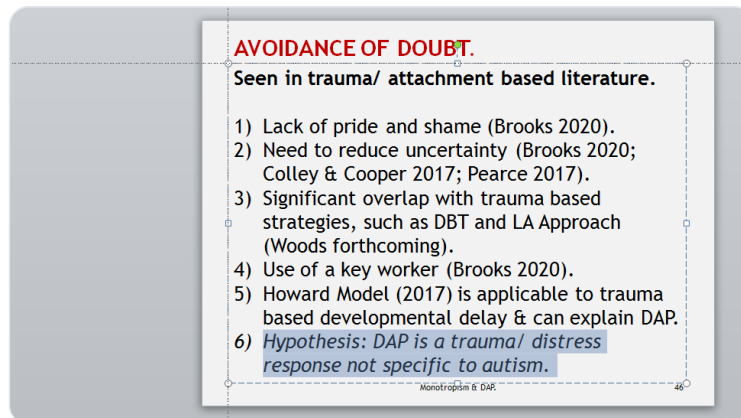 AVOIDANCE OF DOUBT.
Seen in trauma/ attachment based literature.
1) Lack of pride and shame (Brooks 2020).
2) Need to reduce uncertainty (Brooks 2020;
Colley & Cooper 2017; Pearce 2017).
3) Significant overlap with trauma based
strategies, such as DBT and LA Approach
(Woods forthcoming).
4) Use of a key worker (Brooks 2020).
5) Howard Model (2017) is applicable to trauma
based developmental delay & can explain DAP.
6) Hypothesis: DAP is a trauma/ distress
response not specific to autism.
Monotropism & DAP.
46